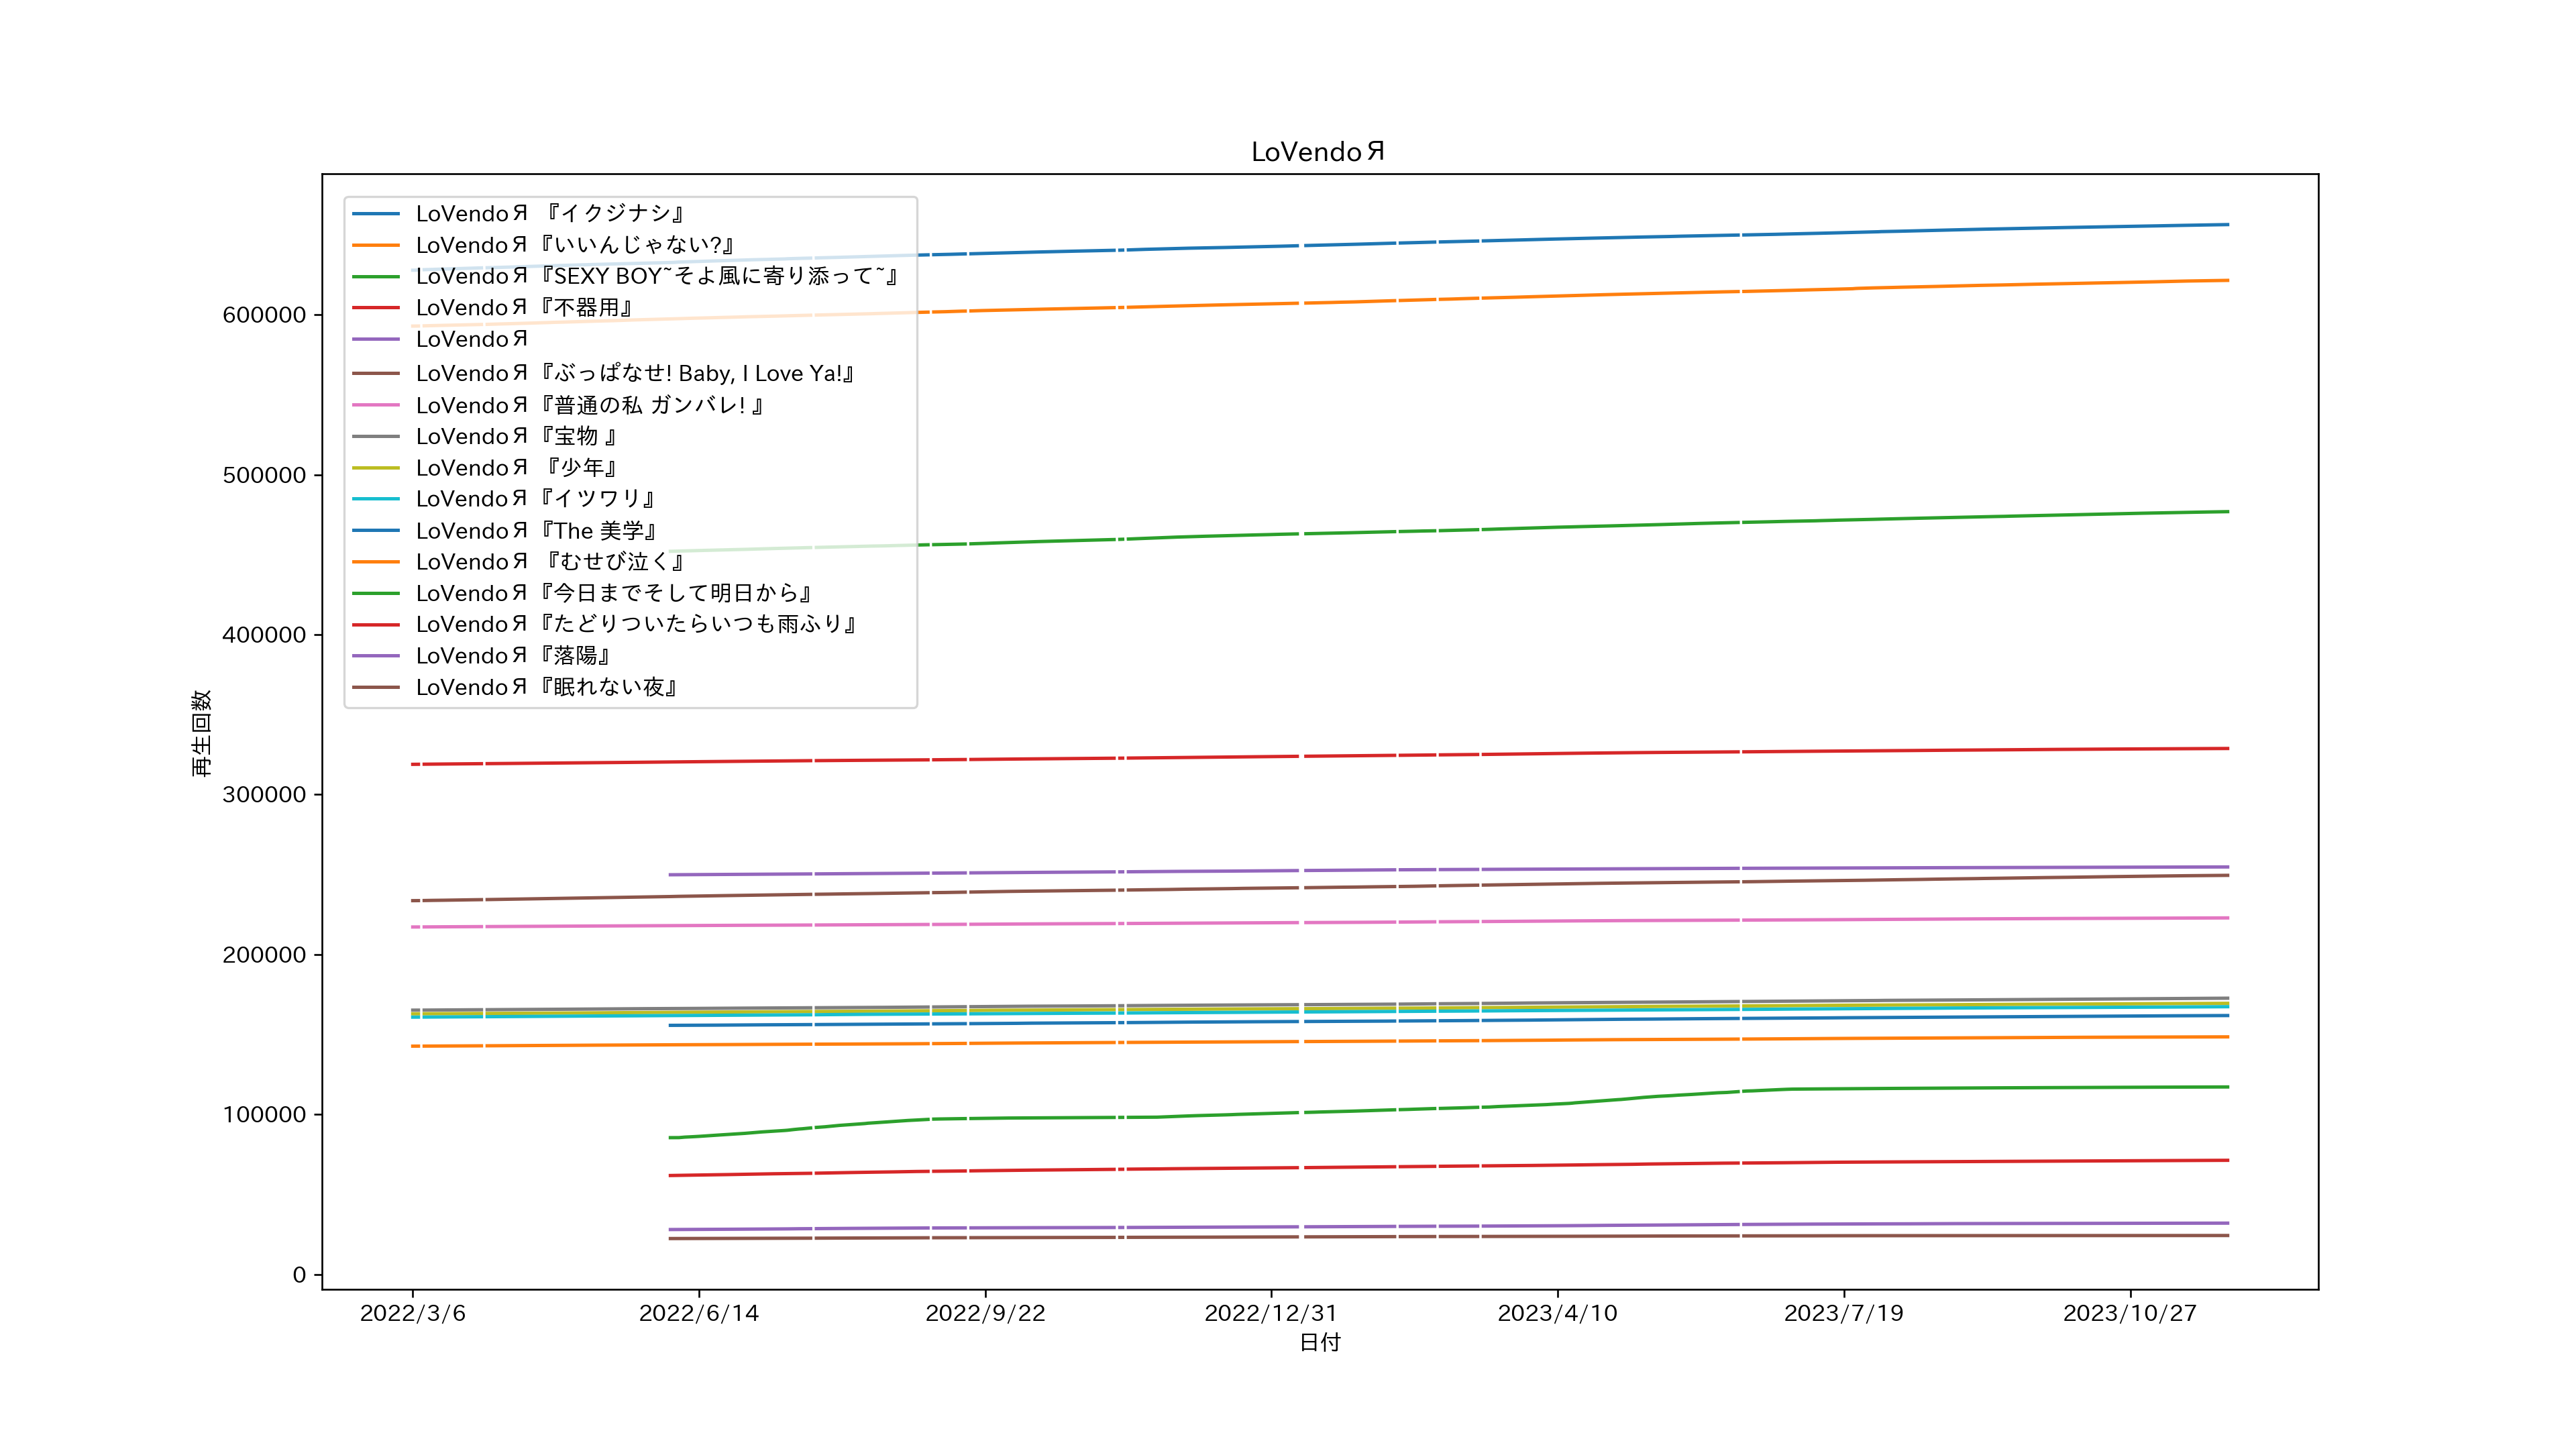 LoVendoЯ
LoVendoЯ 『イクジナシ』
LoVendoЯ『いいんじゃない?』
LoVendoЯ『SEXY BOY~そよ風に寄り添って~』
LoVendoЯ『不器用』
LoVendoЯ
LoVendoЯ『ぶっぱなせ! Baby, I Love Ya!』
LoVendoЯ『普通の私 ガンバレ! 』
LoVendoЯ『宝物 』
LoVendoЯ 『少年』
LoVendoЯ『イツワリ』
LoVendoЯ『The 美学』
LoVendoЯ 『むせび泣く』
LoVendoЯ『今日までそして明日から』
LoVendoЯ『たどりついたらいつも雨ふり』
LoVendoЯ『落陽』
LoVendoЯ『眠れない夜』
再生回数
600000
500000
400000
300000
200000
100000
0
2022/3/6 2022/6/14 2022/9/22 2022/12/31 2023/4/10 2023/7/19 2023/10/27
日付